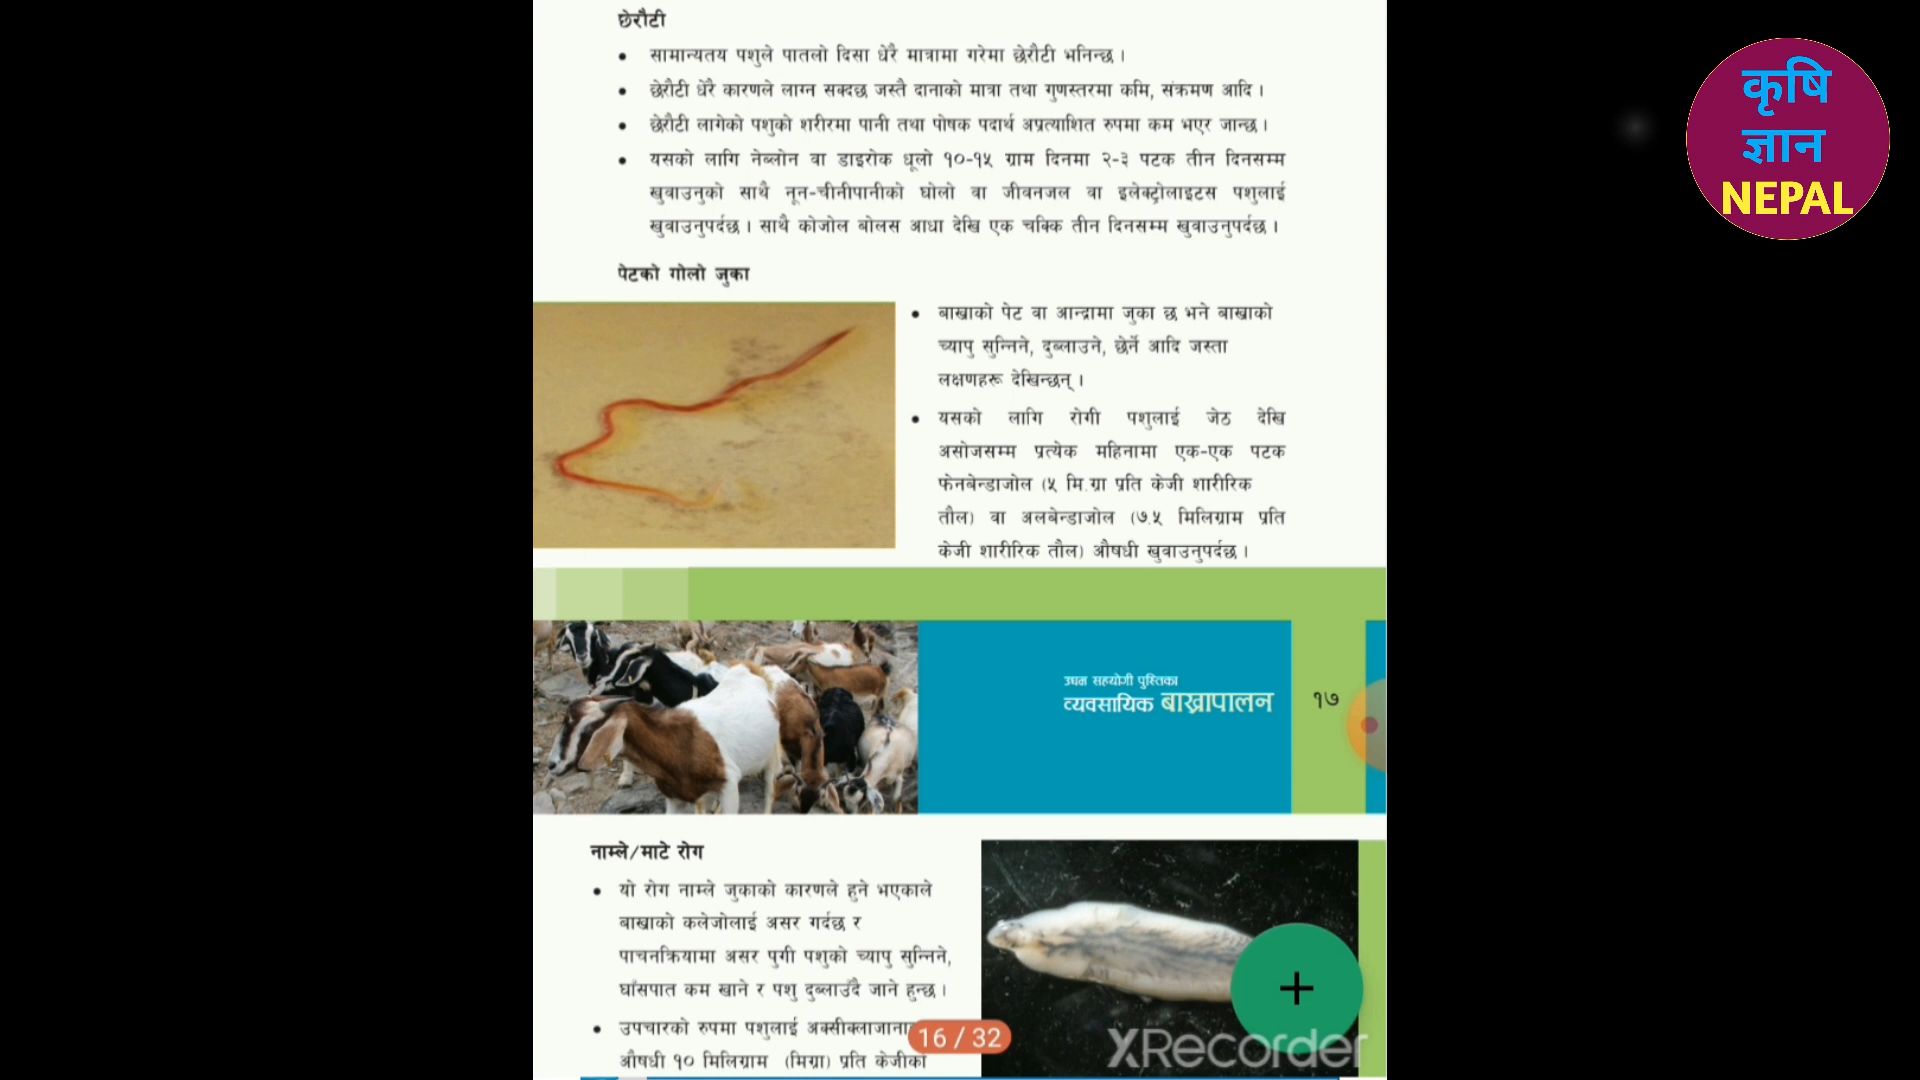 छेरौटी
• सामान्यतय पशुले पातलो दिसा धेरै मात्रामा गरेमा छेरौटी भनिन्छ ।
• छेरौटी धेरै कारणले लाग्न सक्दछ जस्तै दानाको मात्रा तथा गुणस्तरमा कमि, संक्रमण आदि ।
• छेरौटी लागेको पशुको शरीरमा पानी तथा पोषक पदार्थ अप्रत्याशित रुपमा कम भएर जान्छ ।
• यसको लागि नेब्लोन वा डाइरोक धूलो १०-१५ ग्राम दिनमा २-३ पटक तीन दिनसम्म
खुवाउनुको साथै नून-चीनीपानीको घोलो वा जीवनजल वा इलेक्ट्रोलाइटस पशुलाई
खुवाउनुपर्दछ । साथै कोजोल बोलस आधा देखि एक चक्कि तीन दिनसम्म खुवाउनुपर्दछ ।
पेटको गोलो जुका
• बाख्राको पेट वा आन्द्रामा जुका छ भने बाख्राको
च्यापु सुन्निने, दुब्लाउने, छेर्ने आदि जस्ता
लक्षणहरू देखिन्छन् ।
• यसको लागि रोगी पशुलाई जेठ देखि
असोजसम्म प्रत्येक महिनामा एक-एक पटक
फेनबेन्डाजोल (५ मि.ग्रा प्रति केजी शारीरिक
तौल) वा अलबेन्डाजोल (७.५ मिलिग्राम प्रति
केजी शारीरिक तौल) औषधी खुवाउनुपर्दछ ।
उद्यम सहयोगी पुस्तिका
व्यवसायिक बाख्रापालन
१७
नाम्ले/माटे रोग
• यो रोग नाम्ले जुकाको कारणले हुने भएकाले
बाख्राको कलेजोलाई असर गर्दछ र
पाचनक्रियामा असर पुगी पशुको च्यापु सुन्निने,
घाँसपात कम खाने र पशु दुब्लाउँदै जाने हुन्छ ।
• उपचारको रुपमा पशुलाई
औषधी १० मिलिग्राम (मिग्रा) प्रति केजीका
16 / 32
XRecorder
कृषि
ज्ञान
NEPAL